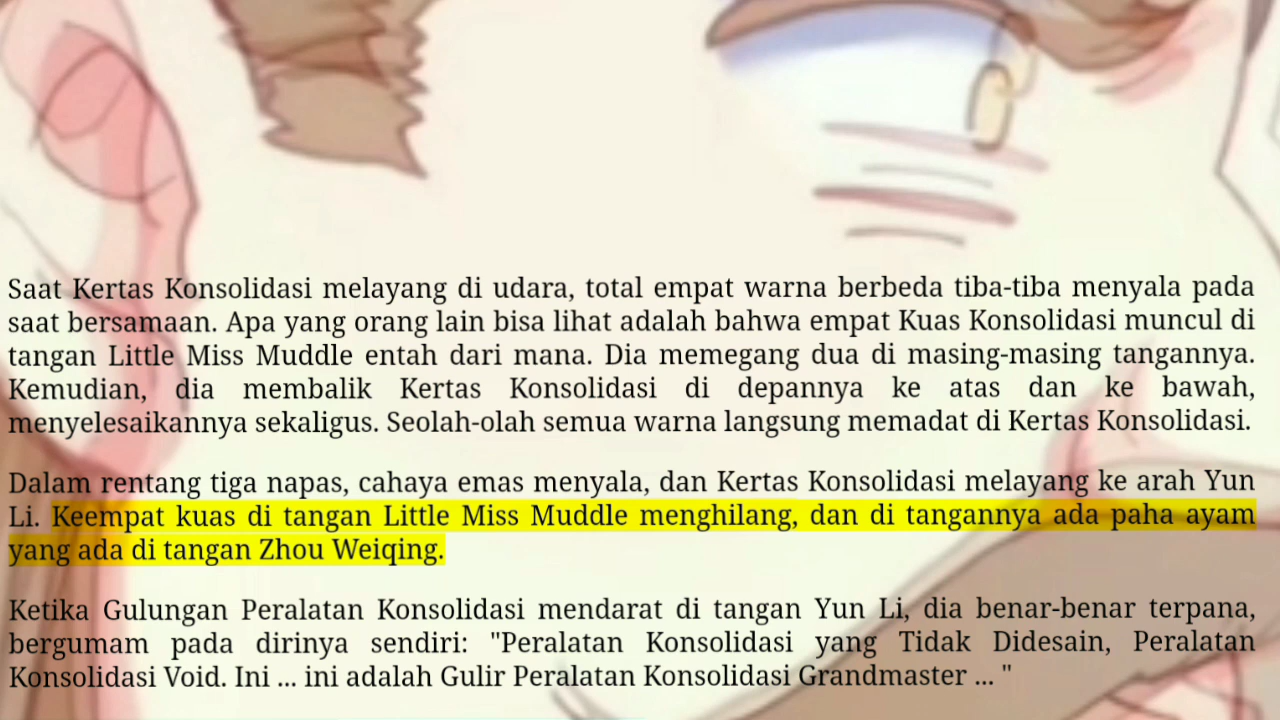 Saat Kertas Konsolidasi melayang di udara, total empat warna berbeda tiba-tiba menyala pada
saat bersamaan. Apa yang orang lain bisa lihat adalah bahwa empat Kuas Konsolidasi muncul di
tangan Little Miss Muddle entah dari mana. Dia memegang dua di masing-masing tangannya.
Kemudian, dia membalik Kertas Konsolidasi di depannya ke atas dan ke bawah,
menyelesaikannya sekaligus. Seolah-olah semua warna langsung memadat di Kertas Konsolidasi.
Dalam rentang tiga napas, cahaya emas menyala, dan Kertas Konsolidasi melayang ke arah Yun
Li. Keempat kuas di tangan Little Miss Muddle menghilang, dan di tangannya ada paha ayam
yang ada di tangan Zhou Weiqing.
Ketika Gulungan Peralatan Konsolidasi mendarat di tangan Yun Li, dia benar-benar terpana,
bergumam pada dirinya sendiri: "Peralatan Konsolidasi yang Tidak Didesain, Peralatan
Konsolidasi Void. Ini ... ini adalah Gulir Peralatan Konsolidasi Grandmaster ... "